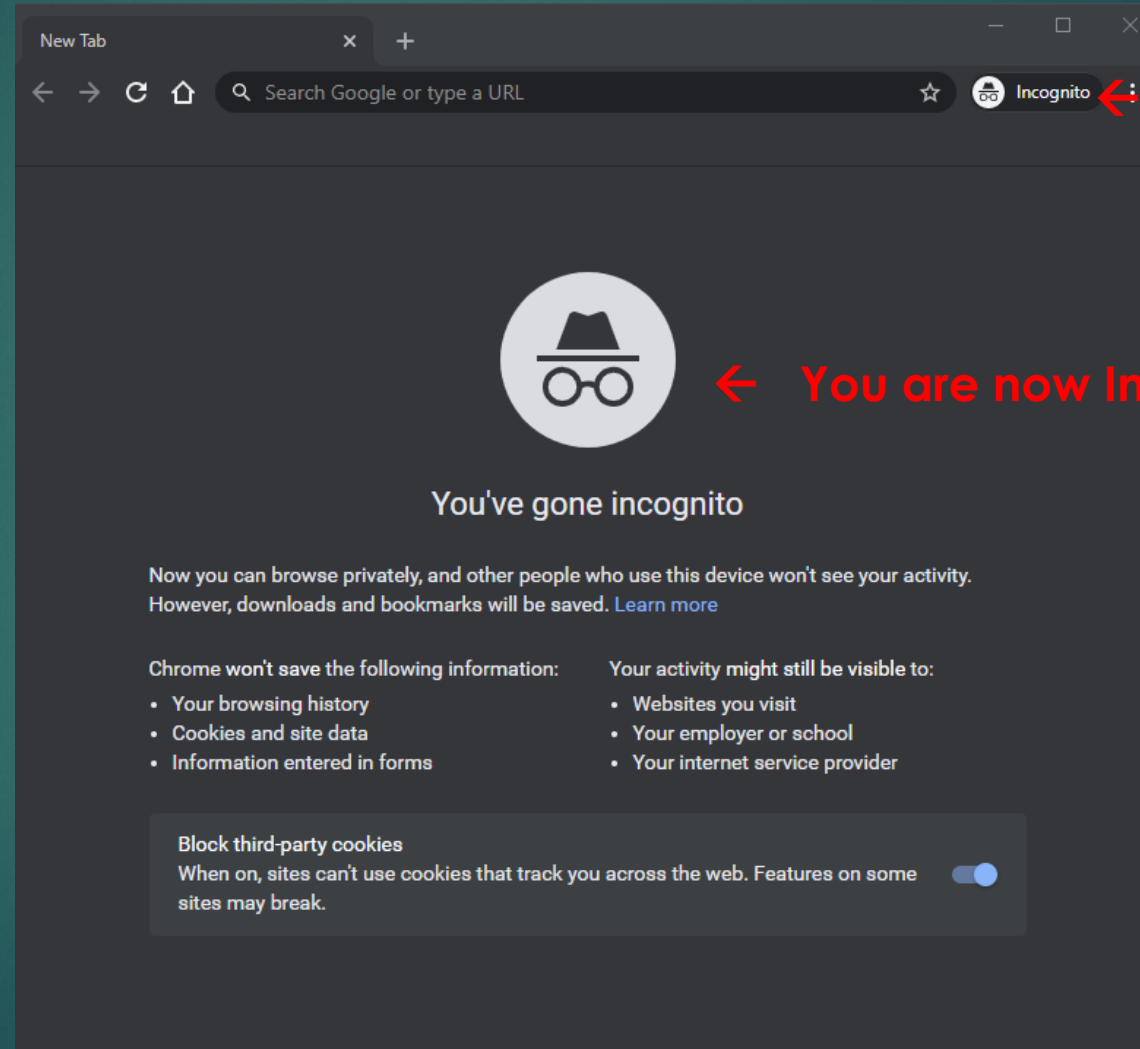 New Tab
Search Google or type a URL
Incognito
← You are now In
You've gone incognito
Now you can browse privately, and other people who use this device won't see your activity.
However, downloads and bookmarks will be saved. Learn more
Chrome won't save the following information:
• Your browsing history
• Cookies and site data
• Information entered in forms
Your activity might still be visible to:
• Websites you visit
• Your employer or school
• Your internet service provider
Block third-party cookies
When on, sites can't use cookies that track you across the web. Features on some
sites may break.